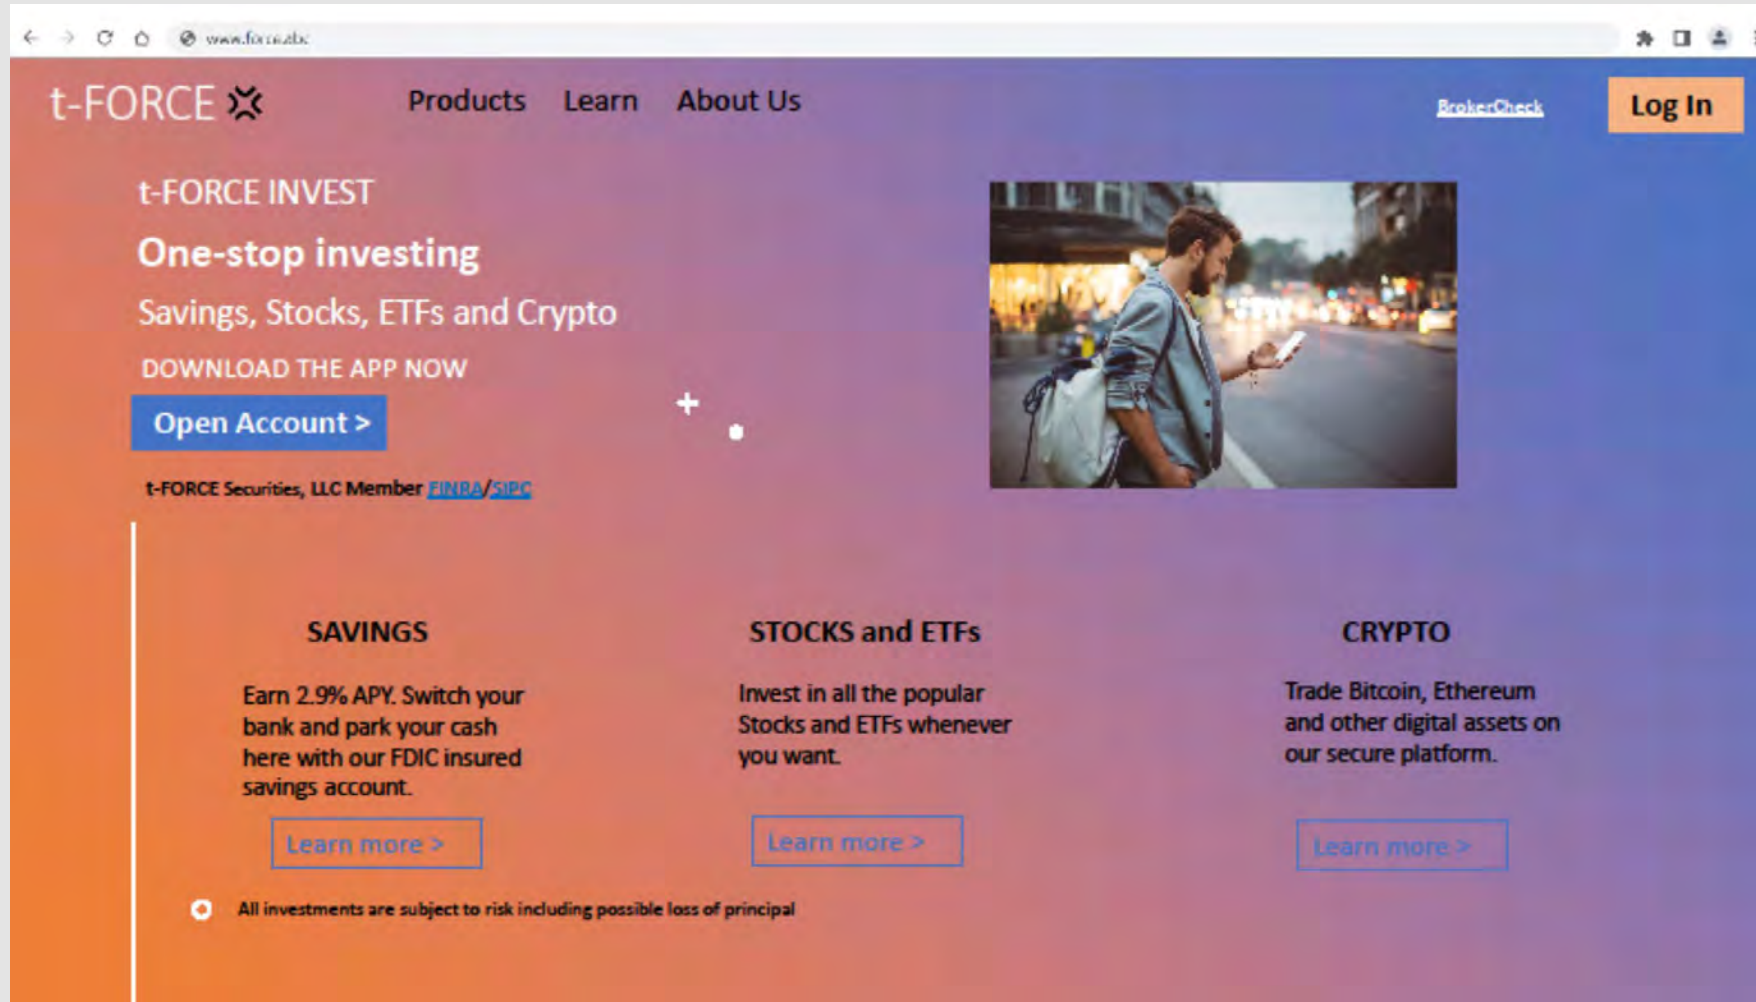 t-FORCE
Products Learn About Us
BrokerCheck
Log In
t-FORCE INVEST
One-stop investing
Savings, Stocks, ETFs and Crypto
DOWNLOAD THE APP NOW
Open Account >
t-FORCE Securities, LLC Member FINRA/SIPC
SAVINGS
Earn 2.9% APY. Switch your
bank and park your cash
here with our FDIC insured
savings account.
Learn more >
STOCKS and ETFs
Invest in all the popular
Stocks and ETFs whenever
you want.
Learn more >
CRYPTO
Trade Bitcoin, Ethereum
and other digital assets on
our secure platform.
Learn more >
All investments are subject to risk including possible loss of principal